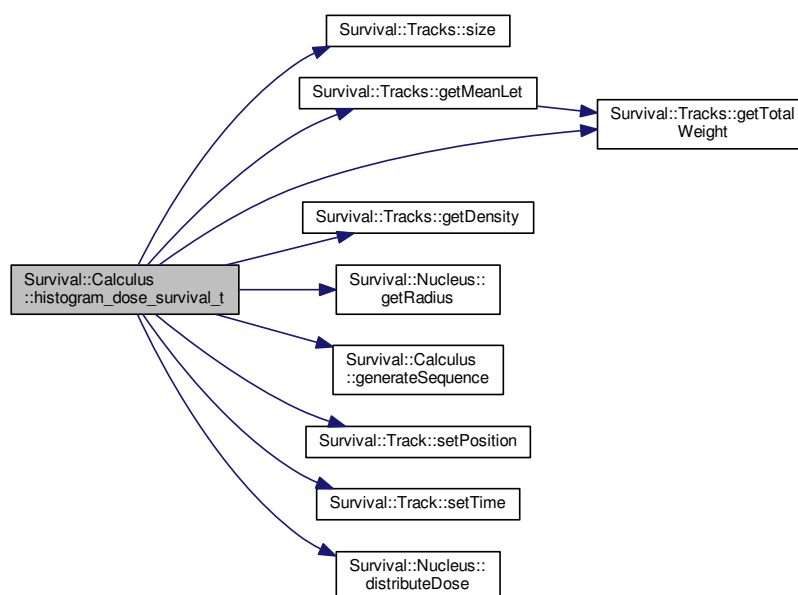 Survival::Tracks::size
Survival::Tracks::getMeanLet
Survival::Tracks::getTotal
Weight
Survival::Tracks::getDensity
Survival::Calculus
::histogram_dose_survival_t
Survival::Nucleus::
getRadius
Survival::Calculus
::generateSequence
Survival::Track::setPosition
Survival::Track::setTime
Survival::Nucleus::
distributeDose